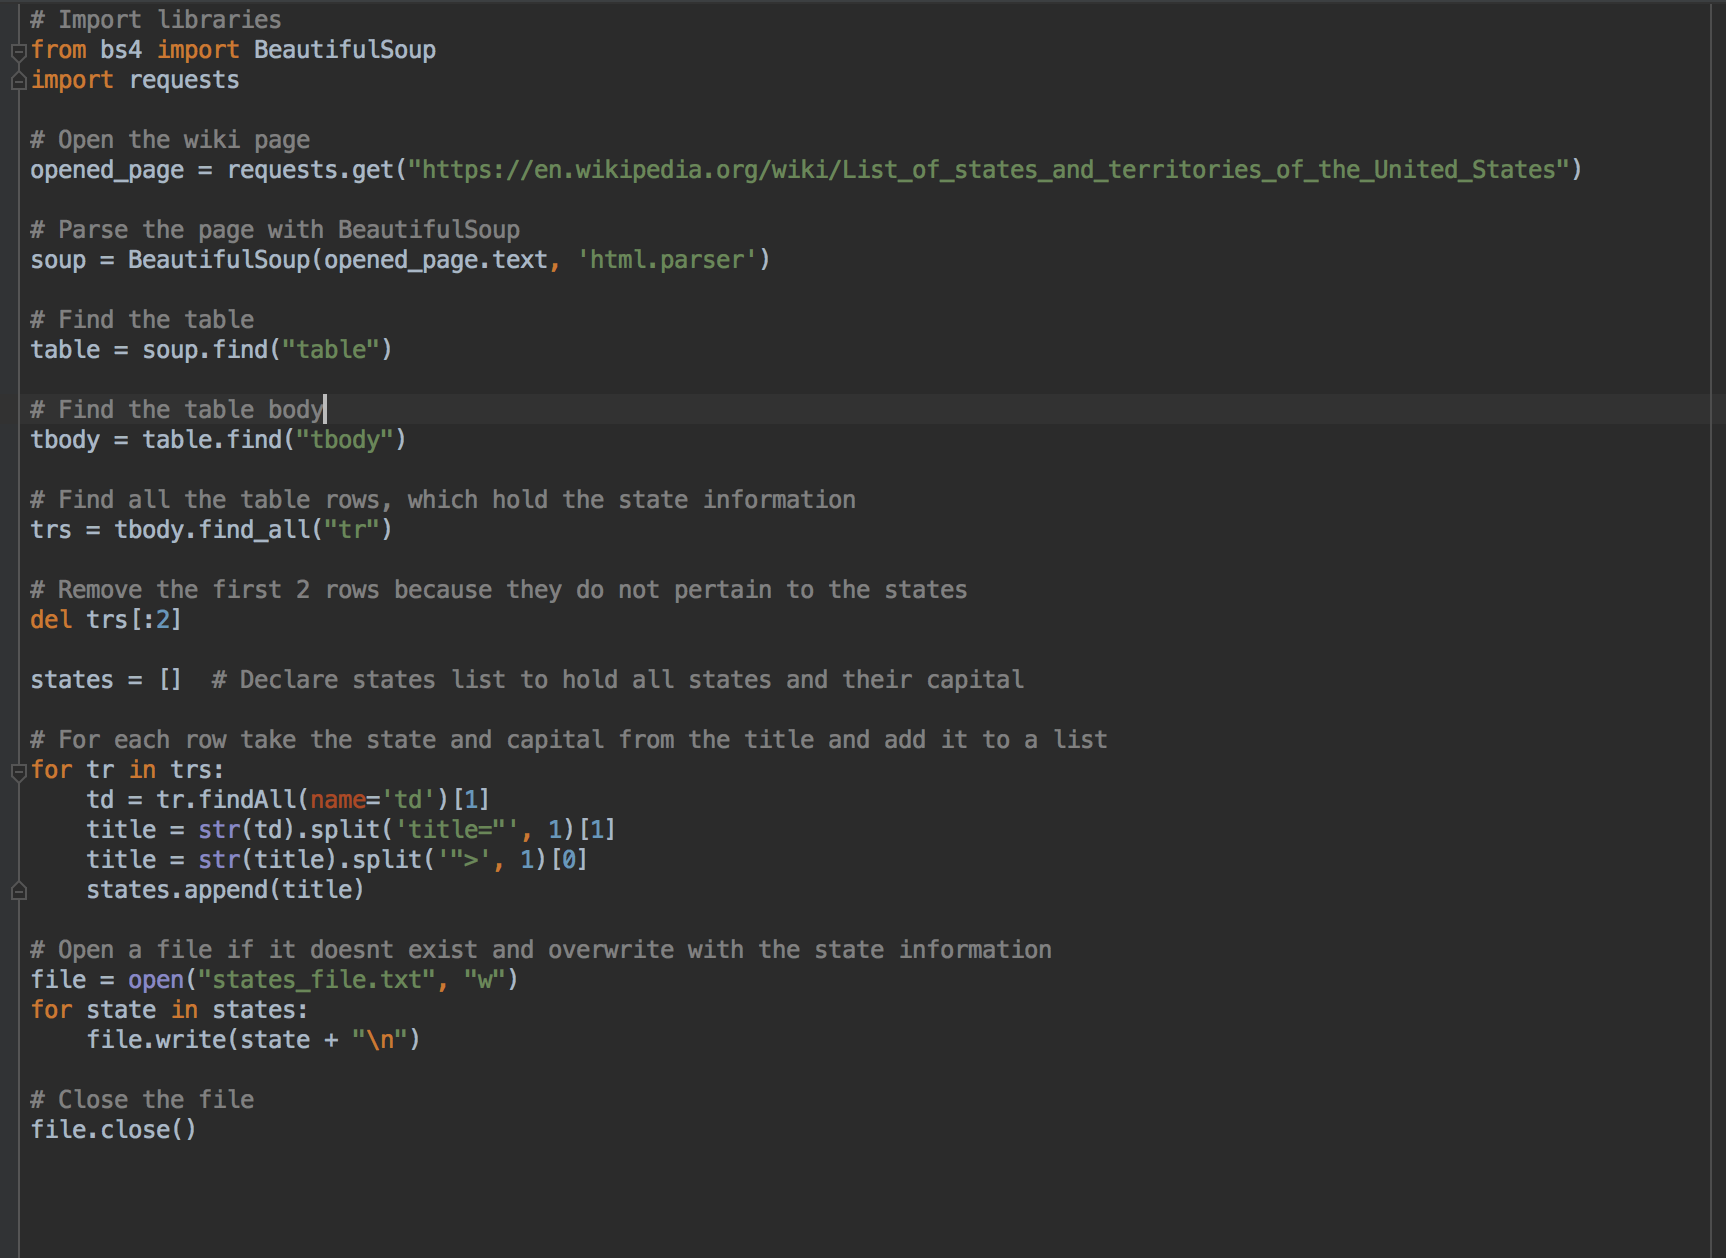 # Import libraries
from bs4 import BeautifulSoup
import requests
# Open the wiki page
opened_page = requests.get("https://en.wikipedia.org/wiki/List_of_states_and_territories_of_the_United_States")
# Parse the page with BeautifulSoup
soup = BeautifulSoup(opened_page.text, 'html.parser')
# Find the table
table = soup.find("table")
# Find the table body
tbody = table.find("tbody")
# Find all the table rows, which hold the state information
trs = tbody.find_all("tr")
# Remove the first 2 rows because they do not pertain to the states
del trs[:2]
states = []  # Declare states list to hold all states and their capital
# For each row take the state and capital from the title and add it to a list
for tr in trs:
    td = tr.findAll(name='td')[1]
    title = str(td).split('title="', 1)[1]
    title = str(title).split('">', 1)[0]
    states.append(title)
# Open a file if it doesnt exist and overwrite with the state information
file = open("states_file.txt", "w")
for state in states:
    file.write(state + "\n")
# Close the file
file.close()